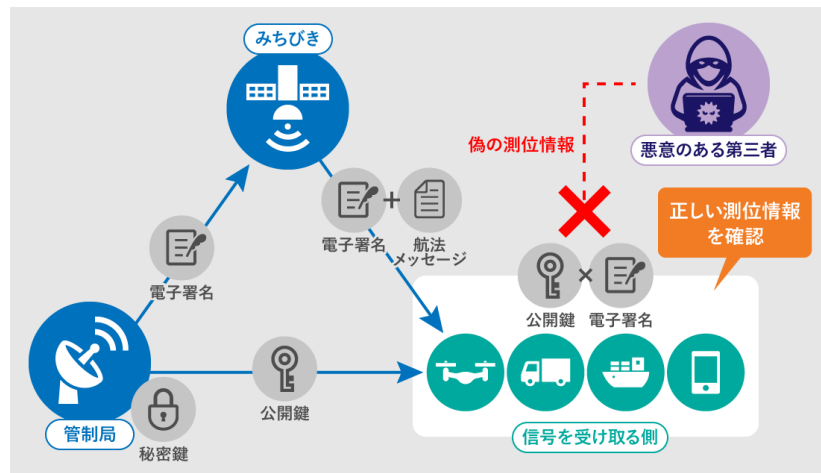 みちびき
偽の測位情報
悪意のある第三者
正しい測位情報
を確認
電子署名
+
電子署名
航法
メッセージ
公開鍵
×
電子署名
管制局
秘密鍵
公開鍵
信号を受け取る側